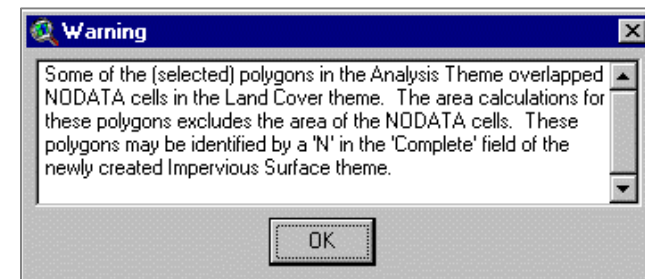 Warning
Some of the (selected) polygons in the Analysis Theme overlapped
NODATA cells in the Land Cover theme.  The area calculations for
these polygons excludes the area of the NODATA cells.  These
polygons may be identified by a 'N' in the 'Complete' field of the
newly created Impervious Surface theme.
OK